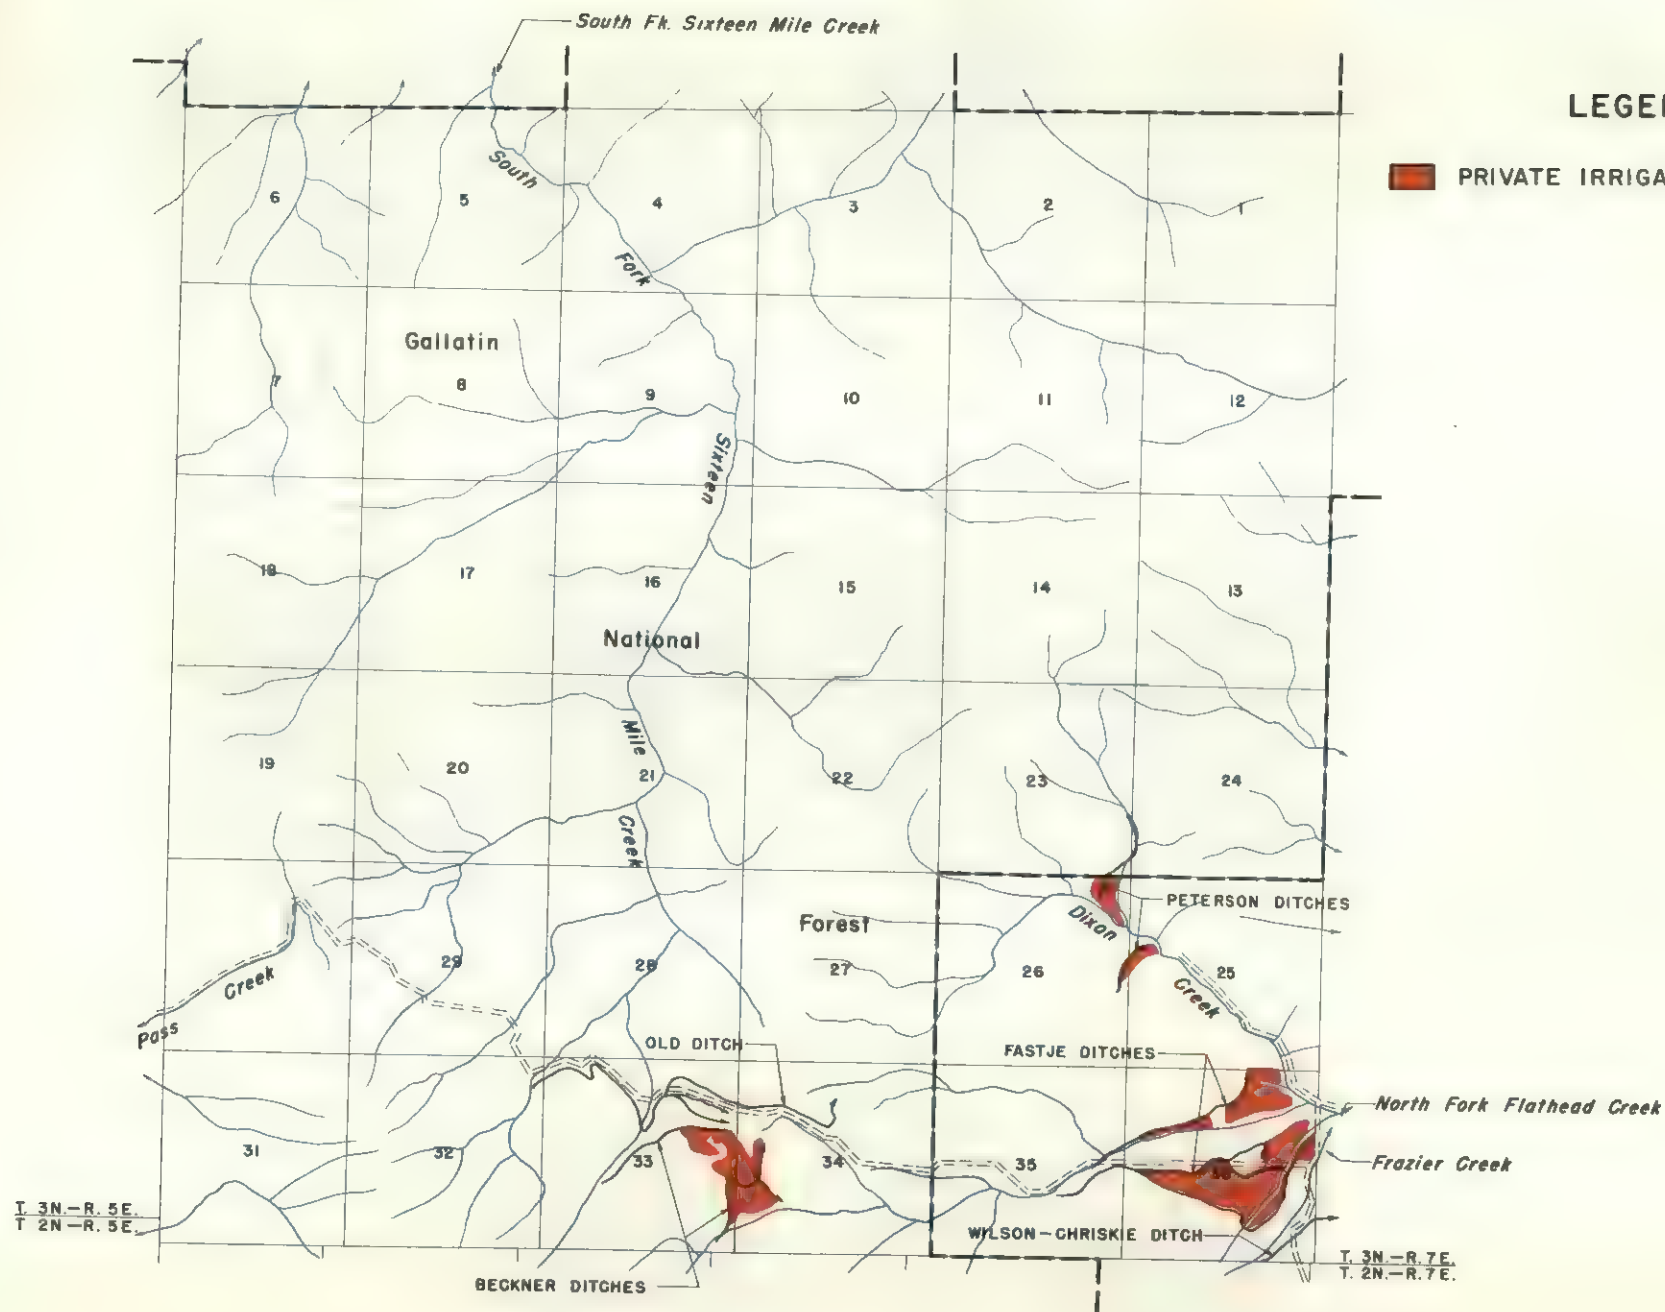 South Fk. Sixteen Mile Creek
LEGE
PRIVATE IRRIGA
South
6
5
4
3
2
1
Fork
Gallatin
7
8
9
10
11
12
Sixteen
18
17
16
15
14
13
National
Mile
19
20
21
22
23
24
Creek
PETERSON DITCHES
Dixon
Forest
29
28
27
26
25
Creek
Creek
Pass
OLD DITCH
FASTJE DITCHES
North Fork Flathead Creek
31
32
33
34
35
Frazier Creek
T. 3N.-R. 5E.
T 2N-R. 5E.
WILSON-CHRISKIE DITCH
T. 3N.-R. 7E.
T. 2N.-R. 7E.
BECKNER DITCHES